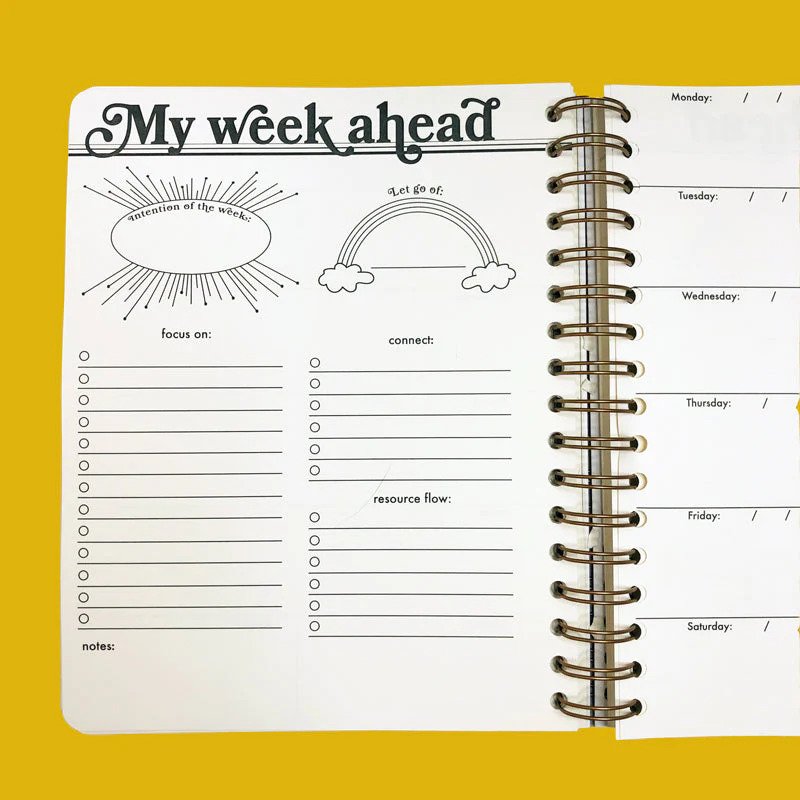 My week ahead
Intention of the week:
Let go of:
focus on:
connect:
resource flow:
notes:
Monday: / /
Tuesday: / /
Wednesday: /
Thursday: /
Friday: / /
Saturday: /